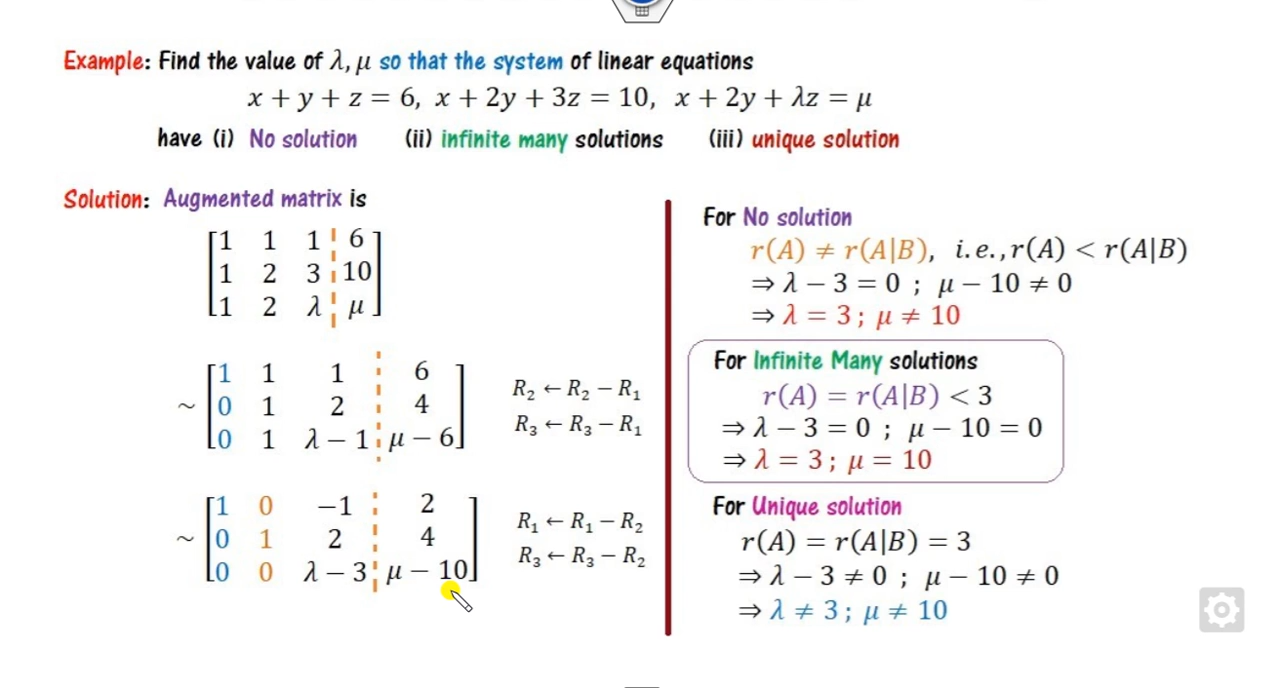 Example: Find the value of λ, μ so that the system of linear equations
x + y + z = 6, x + 2y + 3z = 10, x + 2y + λz = μ
have (i) No solution (ii) infinite many solutions (iii) unique solution
Solution: Augmented matrix is
[1 1 1 ¦ 6]
[1 2 3 ¦ 10]
[1 2 λ ¦ μ]
~ [1 1 1 ¦ 6]
[0 1 2 ¦ 4] R₂ ← R₂ − R₁
[0 1 λ − 1 ¦ μ − 6] R₃ ← R₃ − R₁
~ [1 0 −1 ¦ 2]
[0 1 2 ¦ 4] R₁ ← R₁ − R₂
[0 0 λ − 3 ¦ μ − 10] R₃ ← R₃ − R₂
For No solution
r(A) ≠ r(A|B), i.e., r(A) < r(A|B)
⇒ λ − 3 = 0 ; μ − 10 ≠ 0
⇒ λ = 3 ; μ ≠ 10
For Infinite Many solutions
r(A) = r(A|B) < 3
⇒ λ − 3 = 0 ; μ − 10 = 0
⇒ λ = 3 ; μ = 10
For Unique solution
r(A) = r(A|B) = 3
⇒ λ − 3 ≠ 0 ; μ − 10 ≠ 0
⇒ λ ≠ 3 ; μ ≠ 10